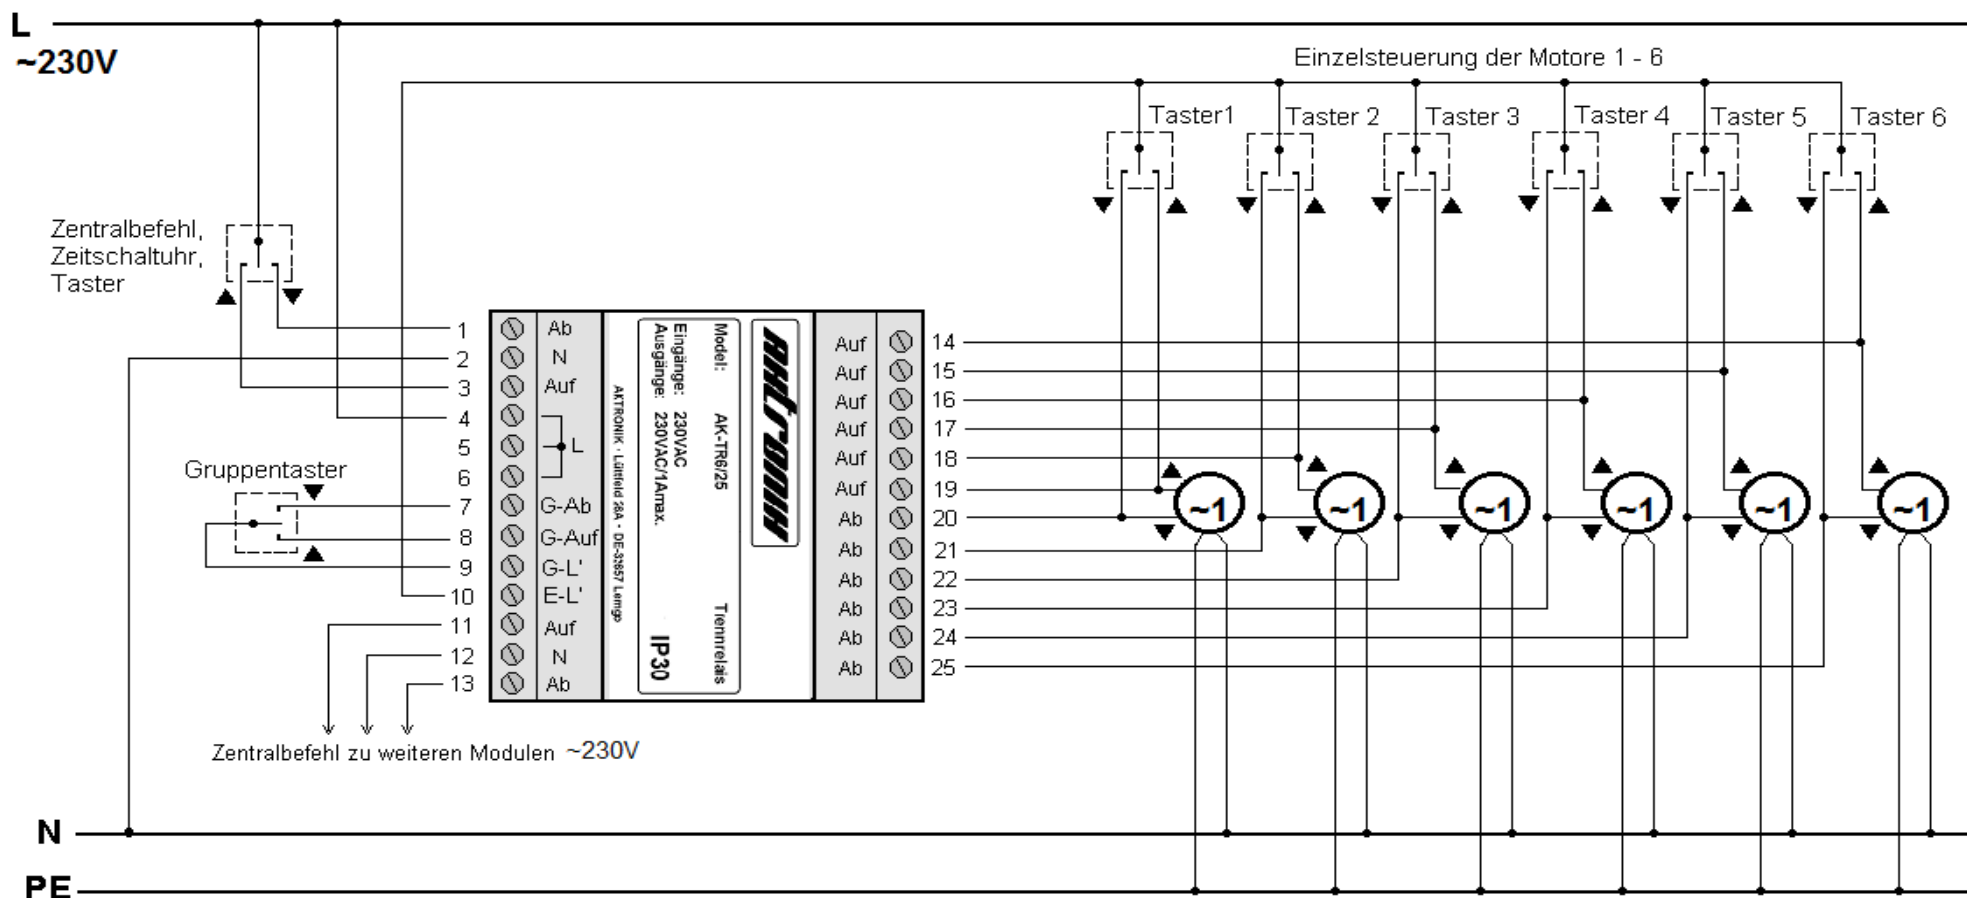 L
~230V
Einzelsteuerung der Motore 1 - 6
Taster1
Taster 2
Taster 3
Taster 4
Taster 5
Taster 6
Zentralbefehl,
Zeitschaltuhr,
Taster
1 Ab
2 N
3 Auf
4
5 L
6
Gruppentaster
7 G-Ab
8 G-Auf
9 G-L'
10 E-L'
11 Auf
12 N
13 Ab
AKtronik
Model: AK-TR6/25 Trennrelais
Eingänge: 230VAC
Ausgänge: 230VAC/1Amax. IP30
AKTRONIK · Lüttfeld 28A · DE-32657 Lemgo
Auf 14
Auf 15
Auf 16
Auf 17
Auf 18
Auf 19
Ab 20
Ab 21
Ab 22
Ab 23
Ab 24
Ab 25
~1
~1
~1
~1
~1
~1
Zentralbefehl zu weiteren Modulen ~230V
N
PE